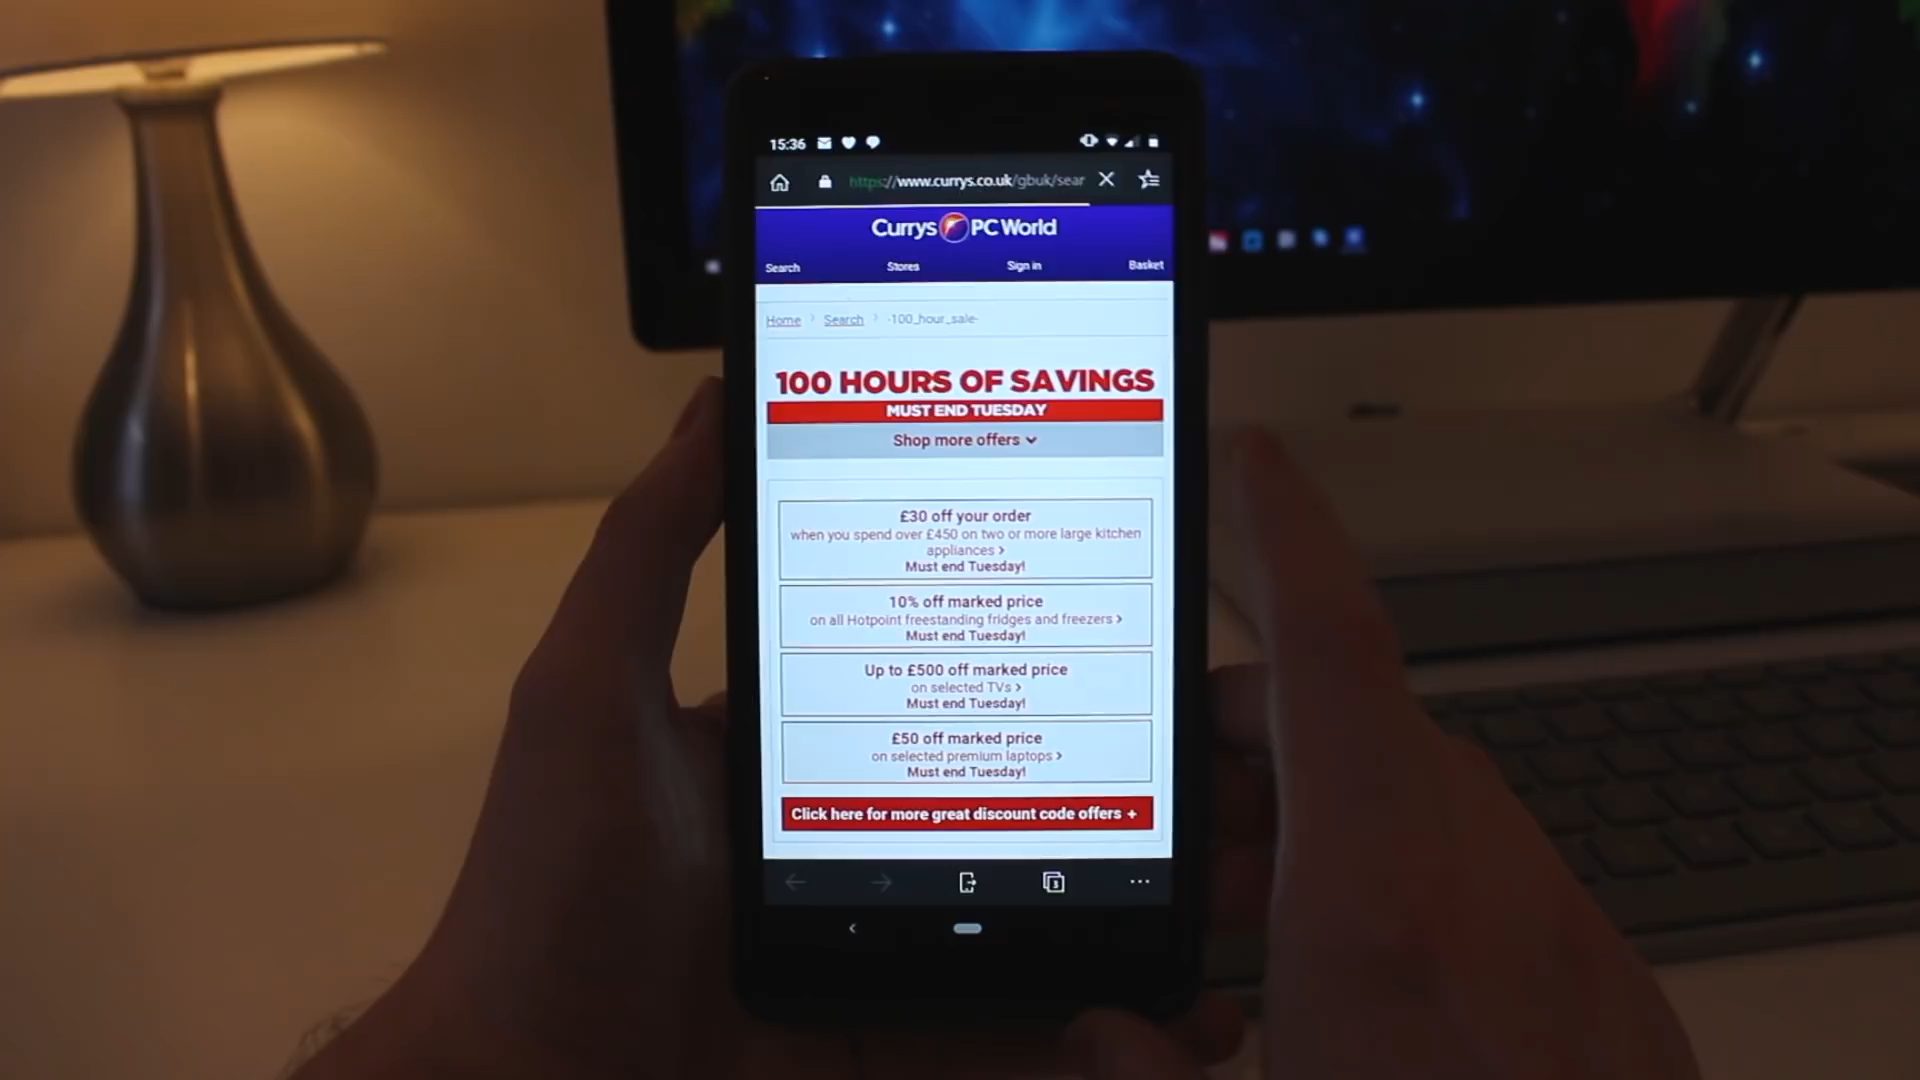 15:36
https://www.currys.co.uk/gbuk/sear
Currys PC World
Search Stores Sign in Basket
Home > Search > -100_hour_sale-
100 HOURS OF SAVINGS
MUST END TUESDAY
Shop more offers
£30 off your order
when you spend over £450 on two or more large kitchen
appliances >
Must end Tuesday!
10% off marked price
on all Hotpoint freestanding fridges and freezers >
Must end Tuesday!
Up to £500 off marked price
on selected TVs >
Must end Tuesday!
£50 off marked price
on selected premium laptops >
Must end Tuesday!
Click here for more great discount code offers +